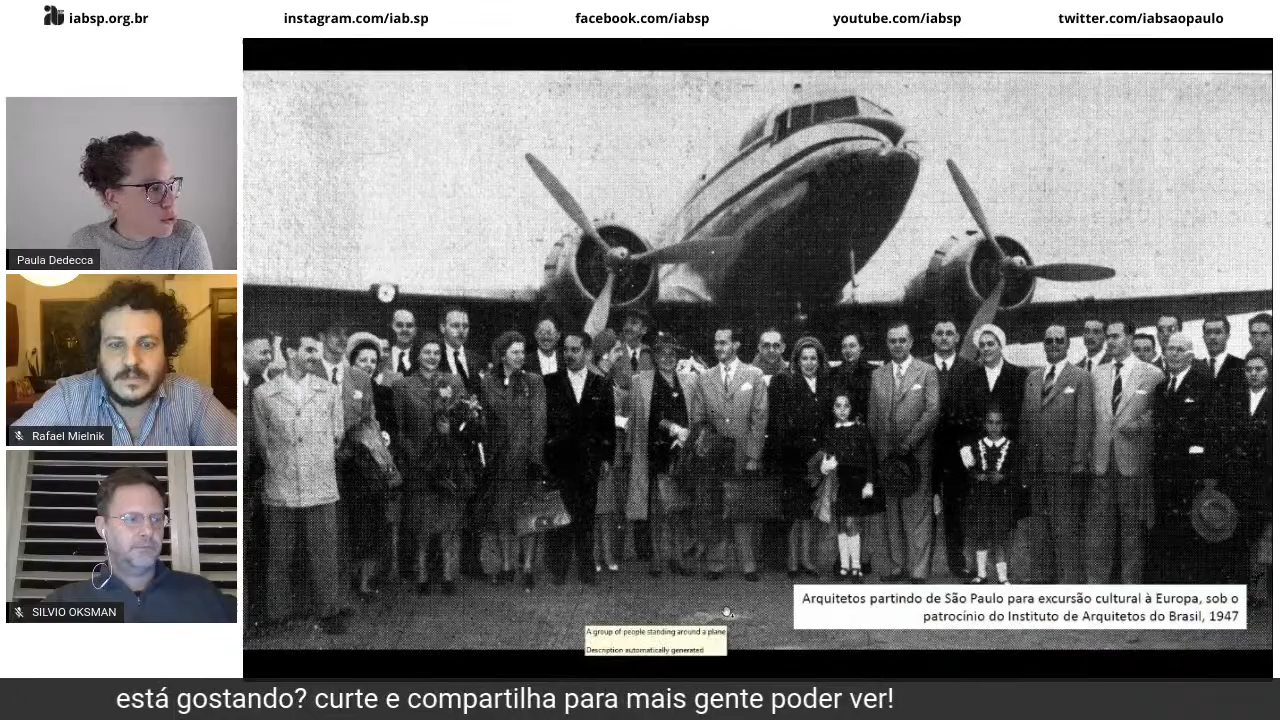 iabsp.org.br
instagram.com/iab.sp
facebook.com/iabsp
youtube.com/iabsp
twitter.com/iabsaopaulo
Paula Dedecca
Rafael Mielnik
SILVIO OKSMAN
Arquitetos partindo de São Paulo para excursão cultural à Europa, sob o
patrocínio do Instituto de Arquitetos do Brasil, 1947
A group of people standing around a plane
Description automatically generated
está gostando? curte e compartilha para mais gente poder ver!